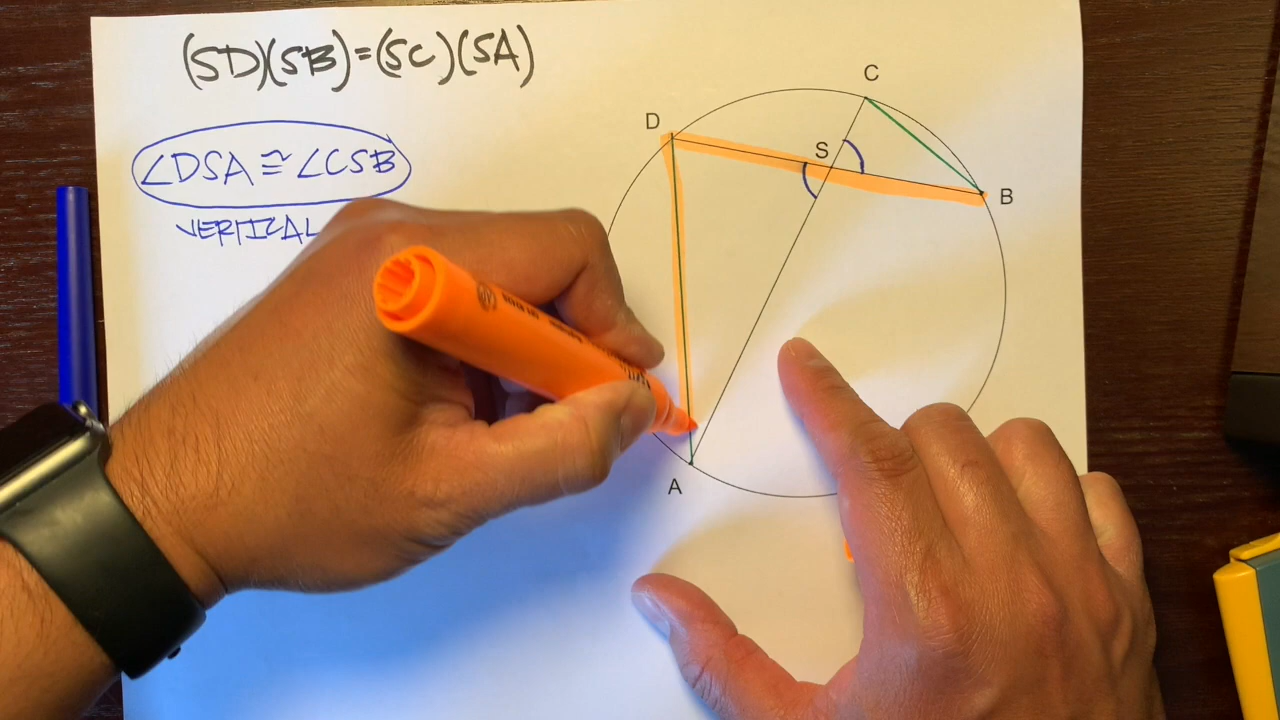 (SD)(SB)=(SC)(SA)
∠DSA ≅ ∠CSB
VERTICAL
C
D
S
B
A